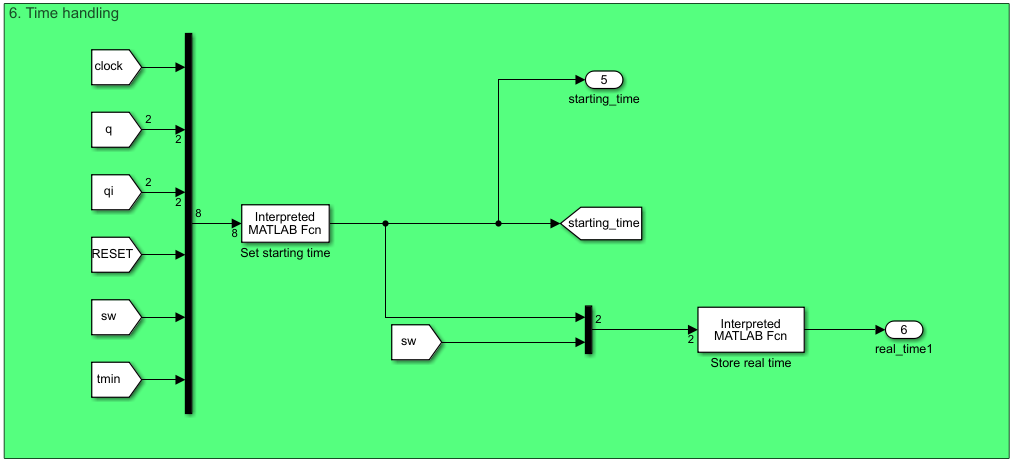 6. Time handling
clock
q
2
2
qi
2
2
RESET
sw
tmin
8
8
Interpreted
MATLAB Fcn
Set starting time
5
starting_time
starting_time
sw
2
2
Interpreted
MATLAB Fcn
Store real time
6
real_time1